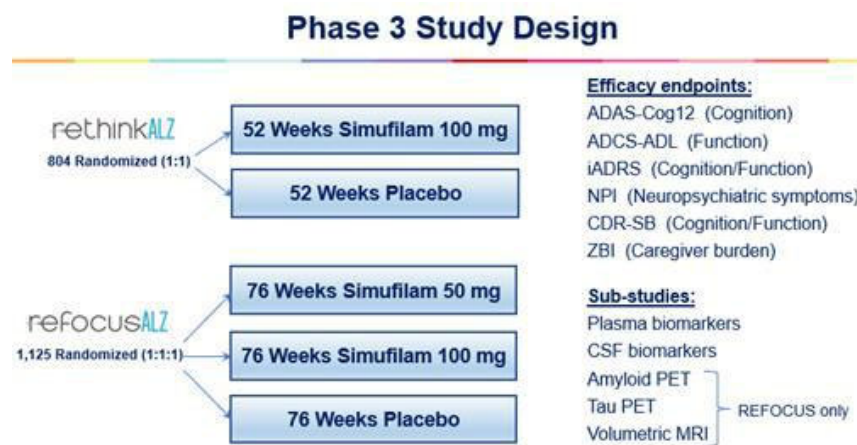 Phase 3 Study Design
rethinkALZ
804 Randomized (1:1)
52 Weeks Simufilam 100 mg
52 Weeks Placebo
refocusALZ
1,125 Randomized (1:1:1)
76 Weeks Simufilam 50 mg
76 Weeks Simufilam 100 mg
76 Weeks Placebo
Efficacy endpoints:
ADAS-Cog12 (Cognition)
ADCS-ADL (Function)
iADRS (Cognition/Function)
NPI (Neuropsychiatric symptoms)
CDR-SB (Cognition/Function)
ZBI (Caregiver burden)
Sub-studies:
Plasma biomarkers
CSF biomarkers
Amyloid PET
Tau PET
Volumetric MRI
REFOCUS only